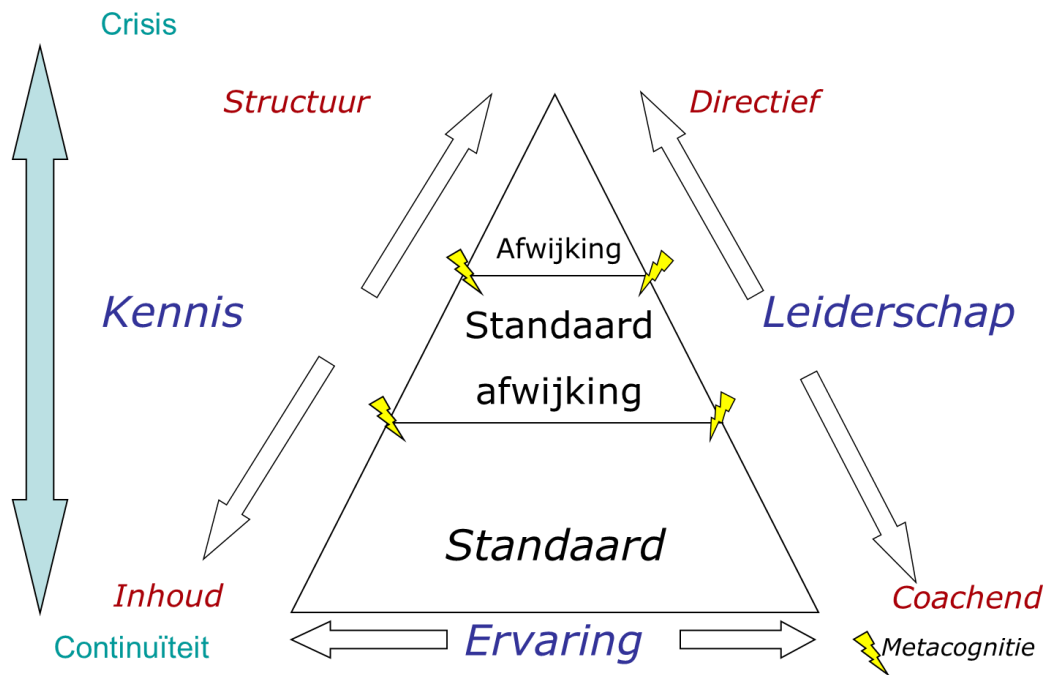 Crisis
Structuur
Directief
Afwijking
Kennis
Leiderschap
Standaard
afwijking
Standaard
Inhoud
Coachend
Continuïteit
Ervaring
Metacognitie